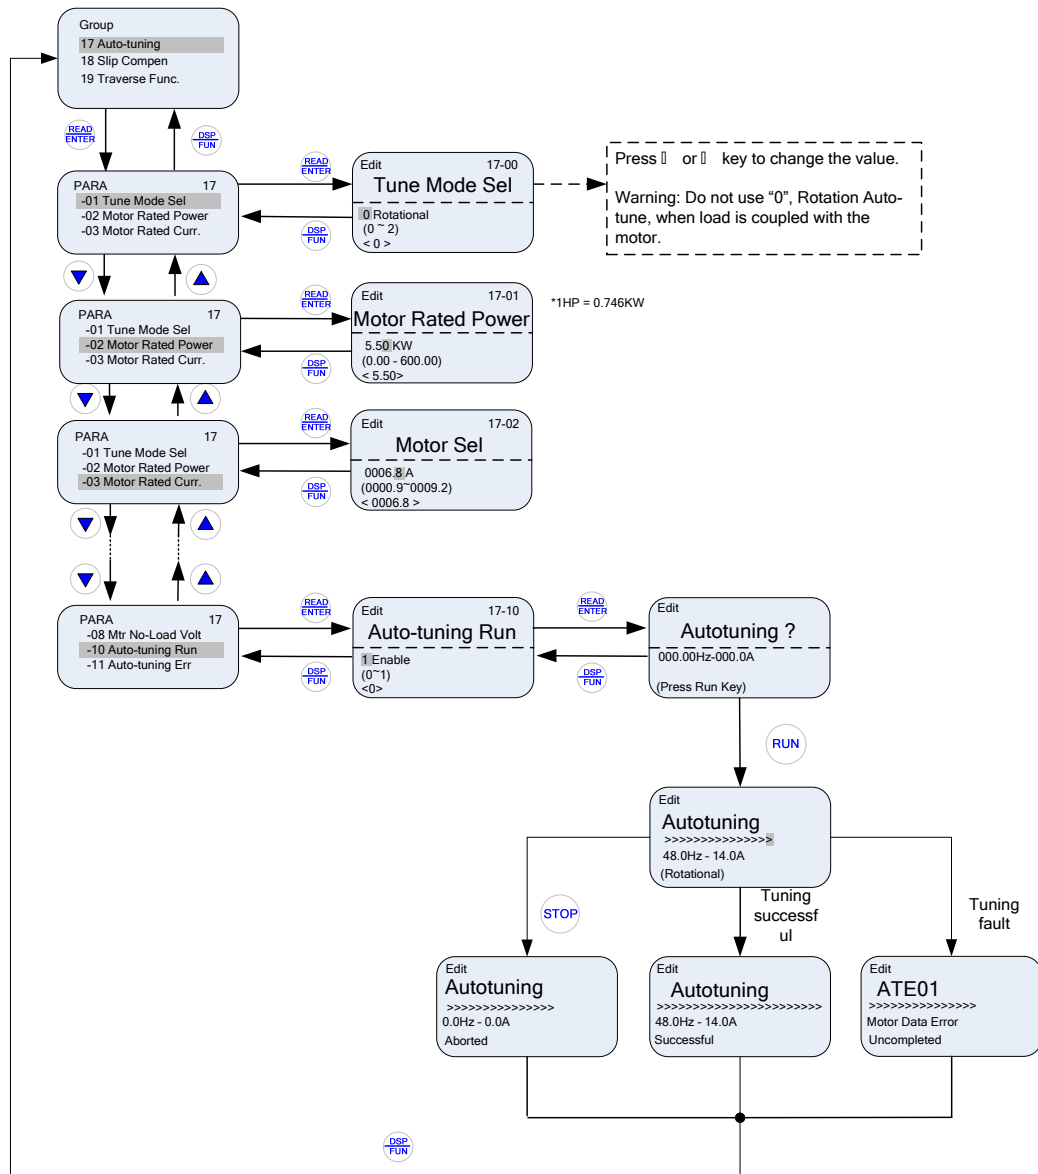 Group
17 Auto-tuning
18 Slip Compen
19 Traverse Func.
READ
ENTER
DSP
FUN
PARA 17
-01 Tune Mode Sel
-02 Motor Rated Power
-03 Motor Rated Curr.
READ
ENTER
DSP
FUN
Edit 17-00
Tune Mode Sel
0 Rotational
(0 ~ 2)
< 0 >
Press ▯ or ▯ key to change the value.
Warning: Do not use “0”, Rotation Auto-
tune, when load is coupled with the
motor.
PARA 17
-01 Tune Mode Sel
-02 Motor Rated Power
-03 Motor Rated Curr.
READ
ENTER
DSP
FUN
Edit 17-01
Motor Rated Power
5.50 KW
(0.00 - 600.00)
< 5.50>
*1HP = 0.746KW
PARA 17
-01 Tune Mode Sel
-02 Motor Rated Power
-03 Motor Rated Curr.
READ
ENTER
DSP
FUN
Edit 17-02
Motor Sel
0006.8 A
(0000.9~0009.2)
< 0006.8 >
PARA 17
-08 Mtr No-Load Volt
-10 Auto-tuning Run
-11 Auto-tuning Err
READ
ENTER
DSP
FUN
Edit 17-10
Auto-tuning Run
1 Enable
(0~1)
<0>
READ
ENTER
DSP
FUN
Edit
Autotuning ?
000.00Hz-000.0A
(Press Run Key)
RUN
Edit
Autotuning
>>>>>>>>>>>>>>>>
48.0Hz - 14.0A
(Rotational)
STOP
Tuning
successf
ul
Tuning
fault
Edit
Autotuning
>>>>>>>>>>>>>>>>
0.0Hz - 0.0A
Aborted
Edit
Autotuning
>>>>>>>>>>>>>>>>>>>>>>>>
48.0Hz - 14.0A
Successful
Edit
ATE01
>>>>>>>>>>>>>>>>
Motor Data Error
Uncompleted
DSP
FUN